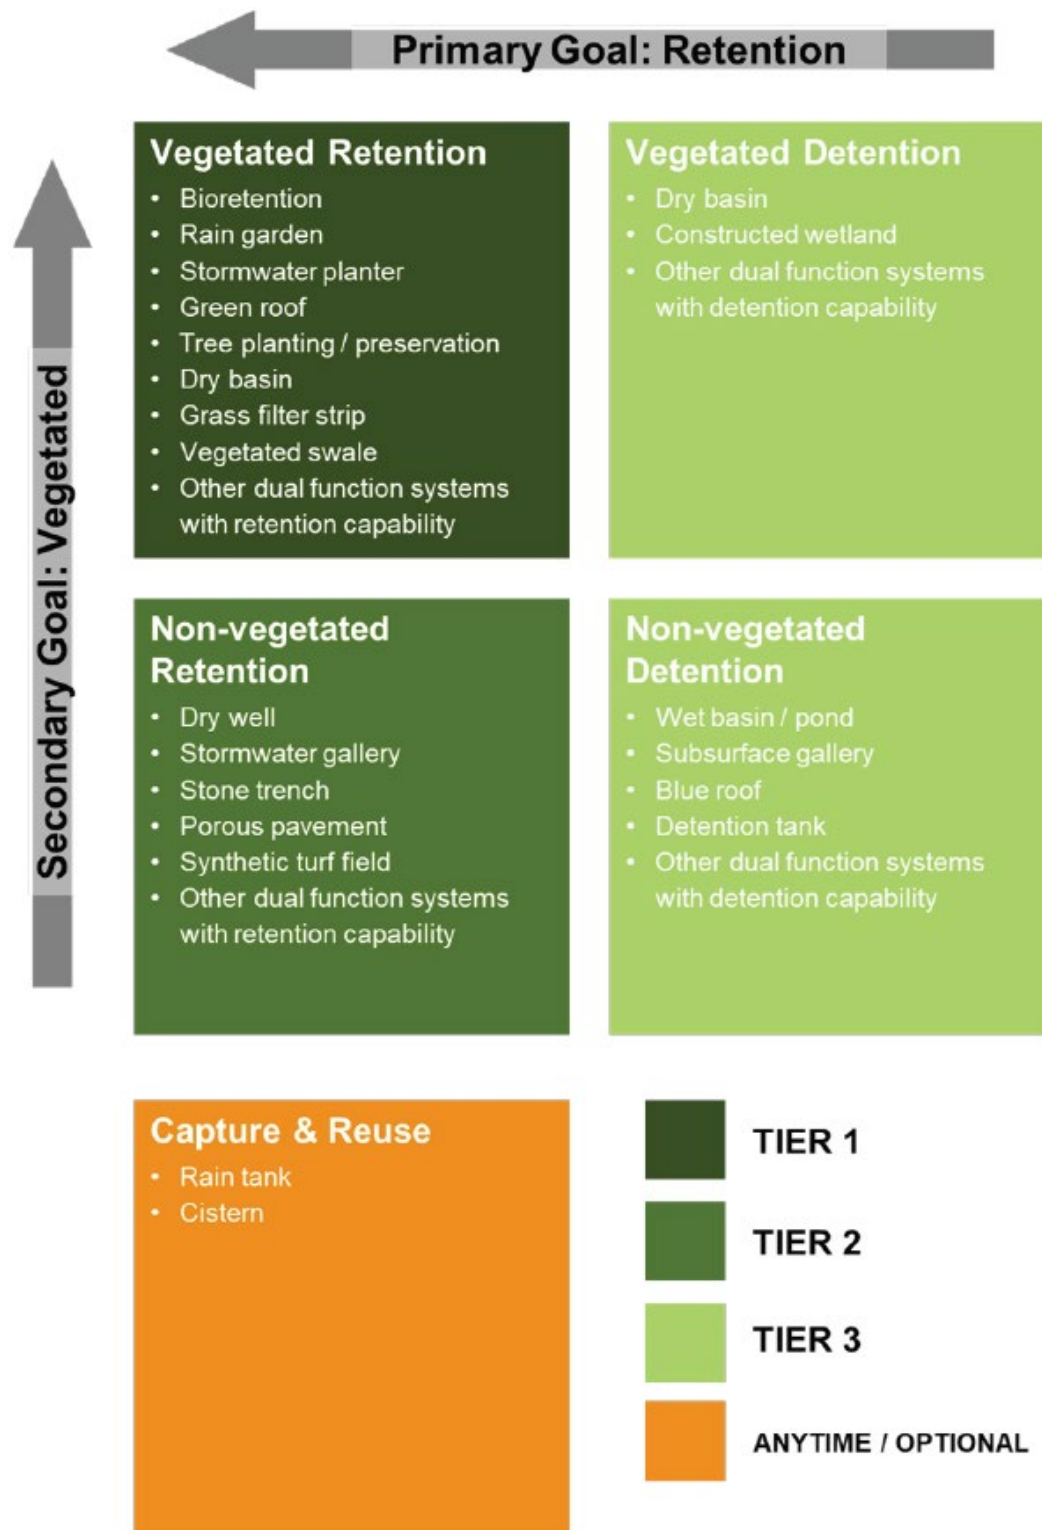 Primary Goal: Retention
Secondary Goal: Vegetated
Vegetated Retention
• Bioretention
• Rain garden
• Stormwater planter
• Green roof
• Tree planting / preservation
• Dry basin
• Grass filter strip
• Vegetated swale
• Other dual function systems
with retention capability
Vegetated Detention
• Dry basin
• Constructed wetland
• Other dual function systems
with detention capability
Non-vegetated
Retention
• Dry well
• Stormwater gallery
• Stone trench
• Porous pavement
• Synthetic turf field
• Other dual function systems
with retention capability
Non-vegetated
Detention
• Wet basin / pond
• Subsurface gallery
• Blue roof
• Detention tank
• Other dual function systems
with detention capability
Capture & Reuse
• Rain tank
• Cistern
TIER 1
TIER 2
TIER 3
ANYTIME / OPTIONAL